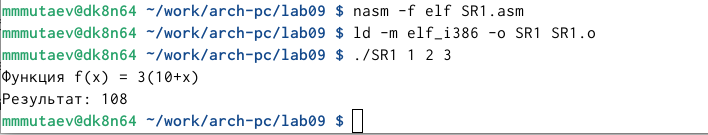 mmmutaev@dk8n64 ~/work/arch-pc/lab09 $ nasm -f elf SR1.asm
mmmutaev@dk8n64 ~/work/arch-pc/lab09 $ ld -m elf_i386 -o SR1 SR1.o
mmmutaev@dk8n64 ~/work/arch-pc/lab09 $ ./SR1 1 2 3
Функция f(x) = 3(10+x)
Результат: 108
mmmutaev@dk8n64 ~/work/arch-pc/lab09 $